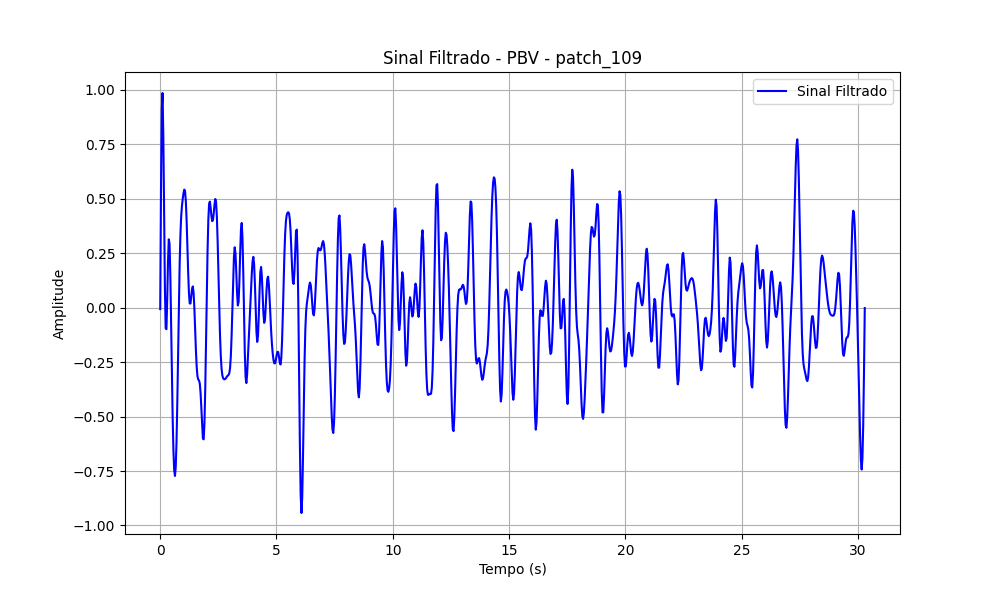 Sinal Filtrado - PBV - patch_109
Sinal Filtrado
1.00
0.75
0.50
0.25
0.00
−0.25
−0.50
−0.75
−1.00
Amplitude
0 5 10 15 20 25 30
Tempo (s)